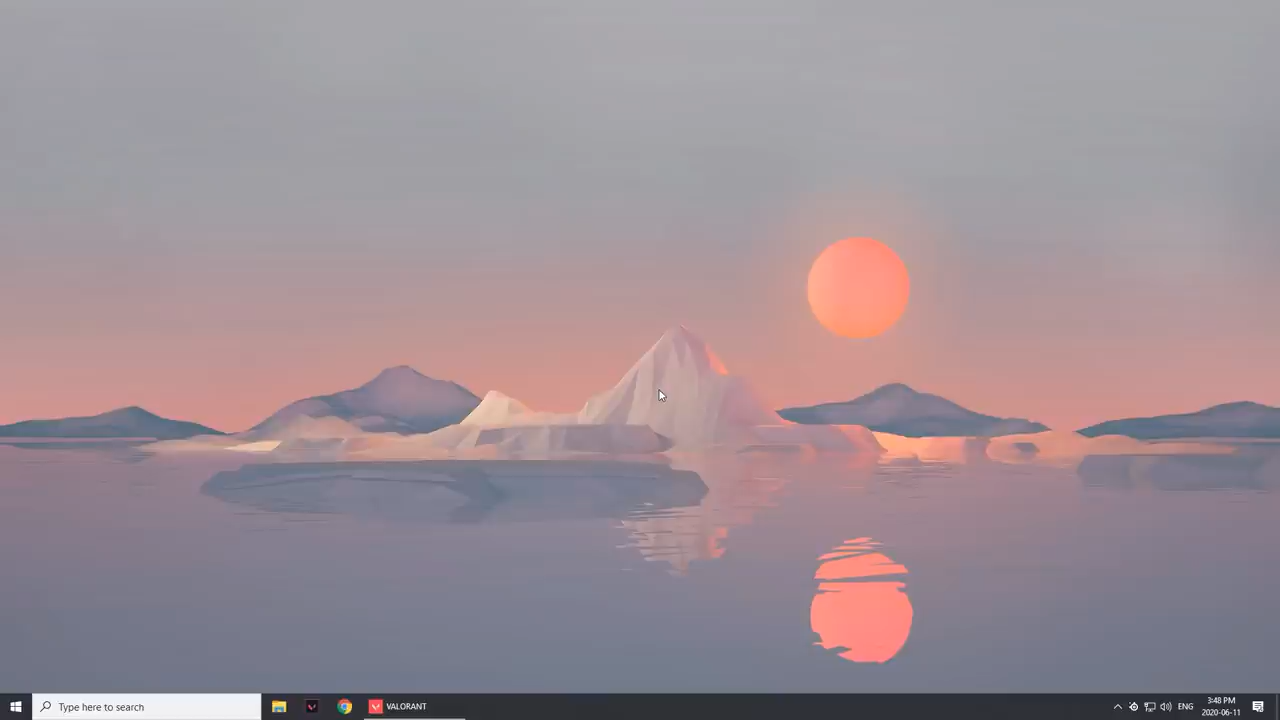 Type here to search
VALORANT
ENG
3:48 PM
2020-06-11